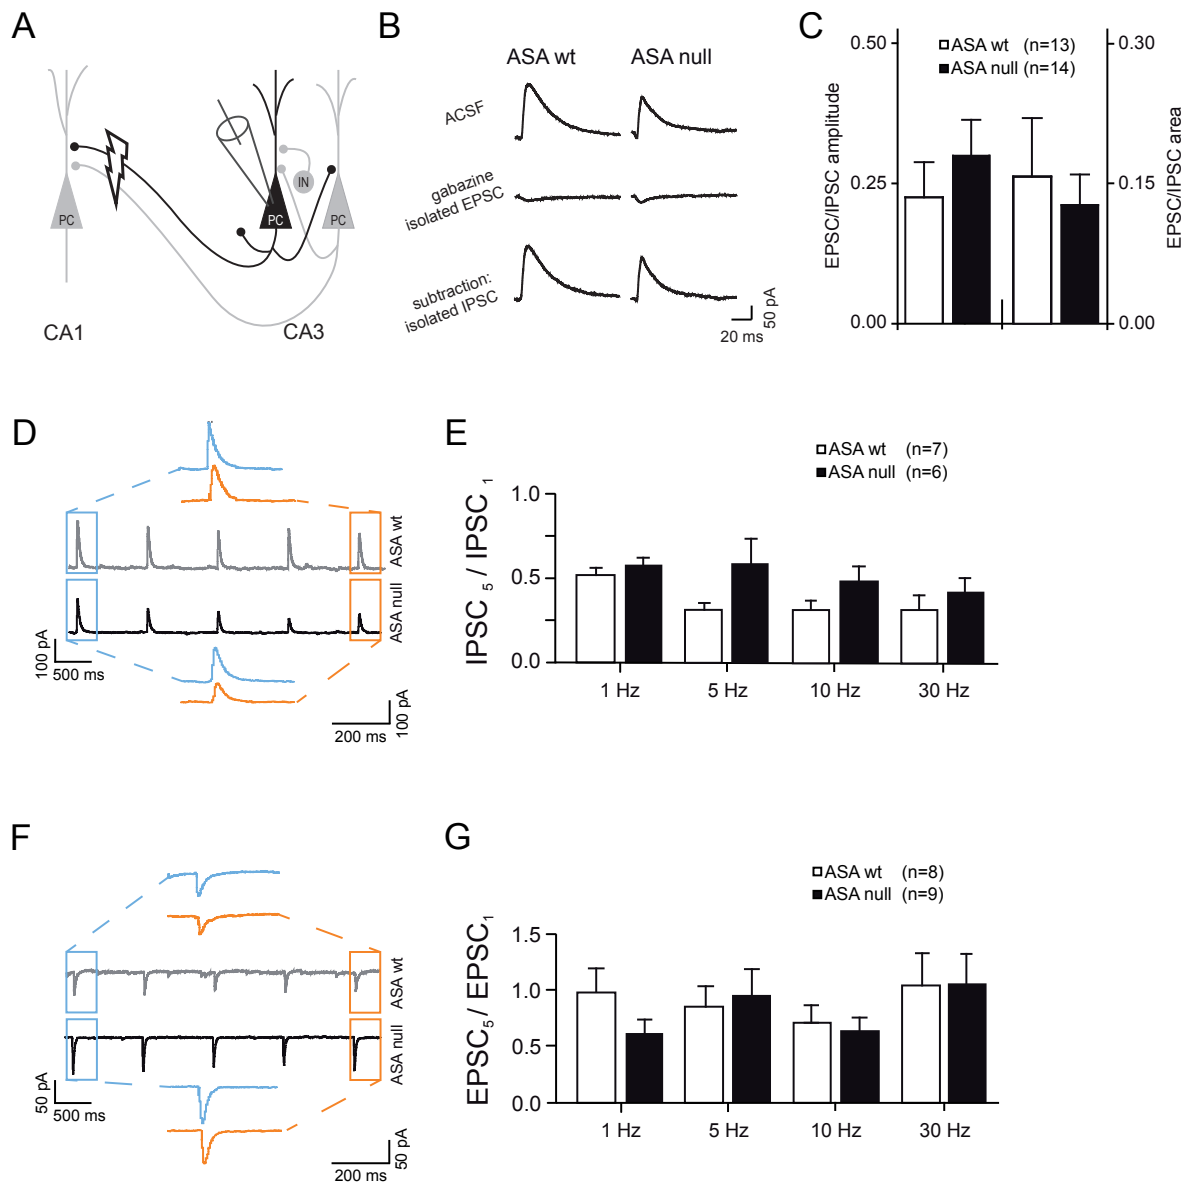 A
PC
IN
PC
PC
CA1
CA3
B
ASA wt
ASA null
ACSF
gabazine
isolated EPSC
subtraction:
isolated IPSC
50 pA
20 ms
C
ASA wt (n=13)
ASA null (n=14)
EPSC/IPSC amplitude
0.50
0.25
0.00
EPSC/IPSC area
0.30
0.15
0.00
D
ASA wt
ASA null
100 pA
500 ms
200 ms
100 pA
E
ASA wt (n=7)
ASA null (n=6)
IPSC 5 / IPSC 1
1.0
0.5
0.0
1 Hz
5 Hz
10 Hz
30 Hz
F
ASA wt
ASA null
50 pA
500 ms
200 ms
50 pA
G
ASA wt (n=8)
ASA null (n=9)
EPSC5 / EPSC1
1.5
1.0
0.5
0.0
1 Hz
5 Hz
10 Hz
30 Hz